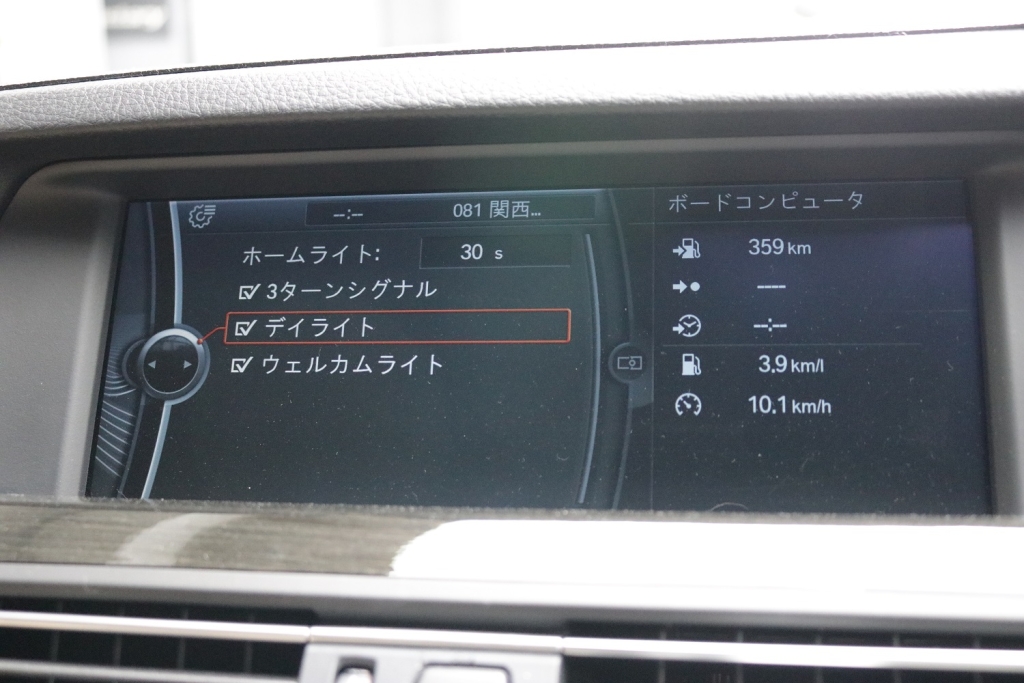 --:-- 081 関西...
ホームライト: 30 s
3ターンシグナル
デイライト
ウェルカムライト
ボードコンピュータ
359 km
----
--:--
3.9 km/l
10.1 km/h